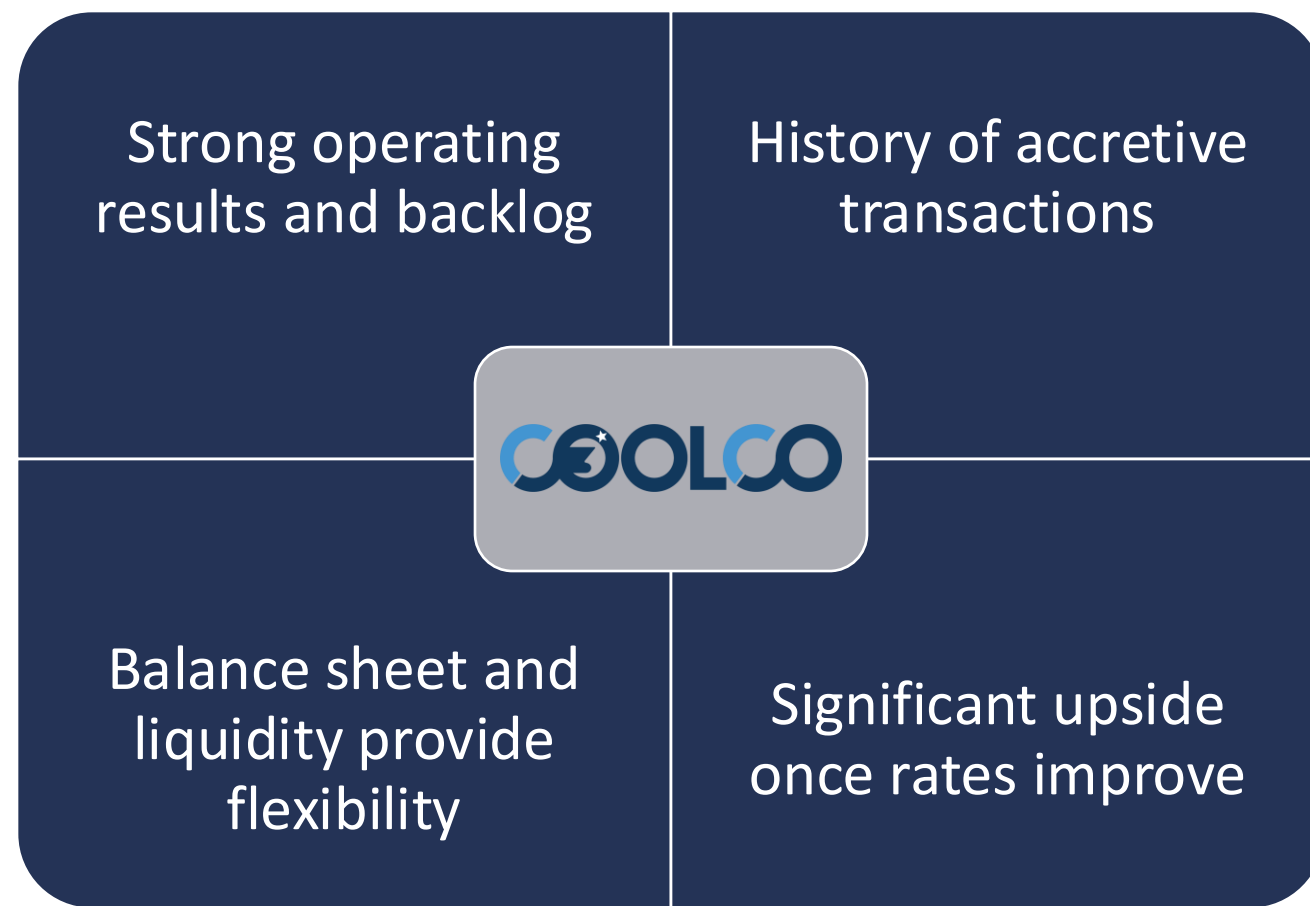 Strong operating
results and backlog
History of accretive
transactions
COOLCO
Balance sheet and
liquidity provide
flexibility
Significant upside
once rates improve